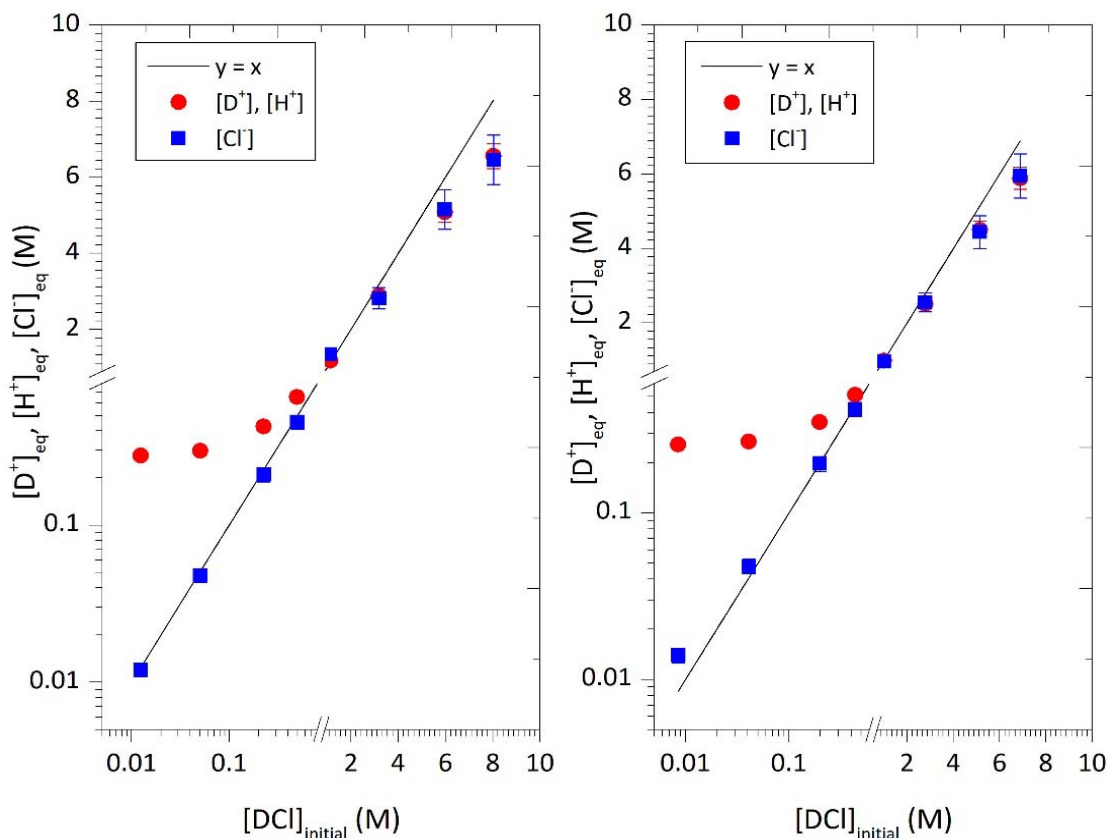 10
8
6
4
2
0.1
0.01
[D⁺]eq, [H⁺]eq, [Cl⁻]eq (M)
y = x
[D⁺], [H⁺]
[Cl⁻]
0.01 0.1 2 4 6 8 10
[DCl]initial (M)
10
8
6
4
2
0.1
0.01
[D⁺]eq, [H⁺]eq, [Cl⁻]eq (M)
y = x
[D⁺], [H⁺]
[Cl⁻]
0.01 0.1 2 4 6 8 10
[DCl]initial (M)